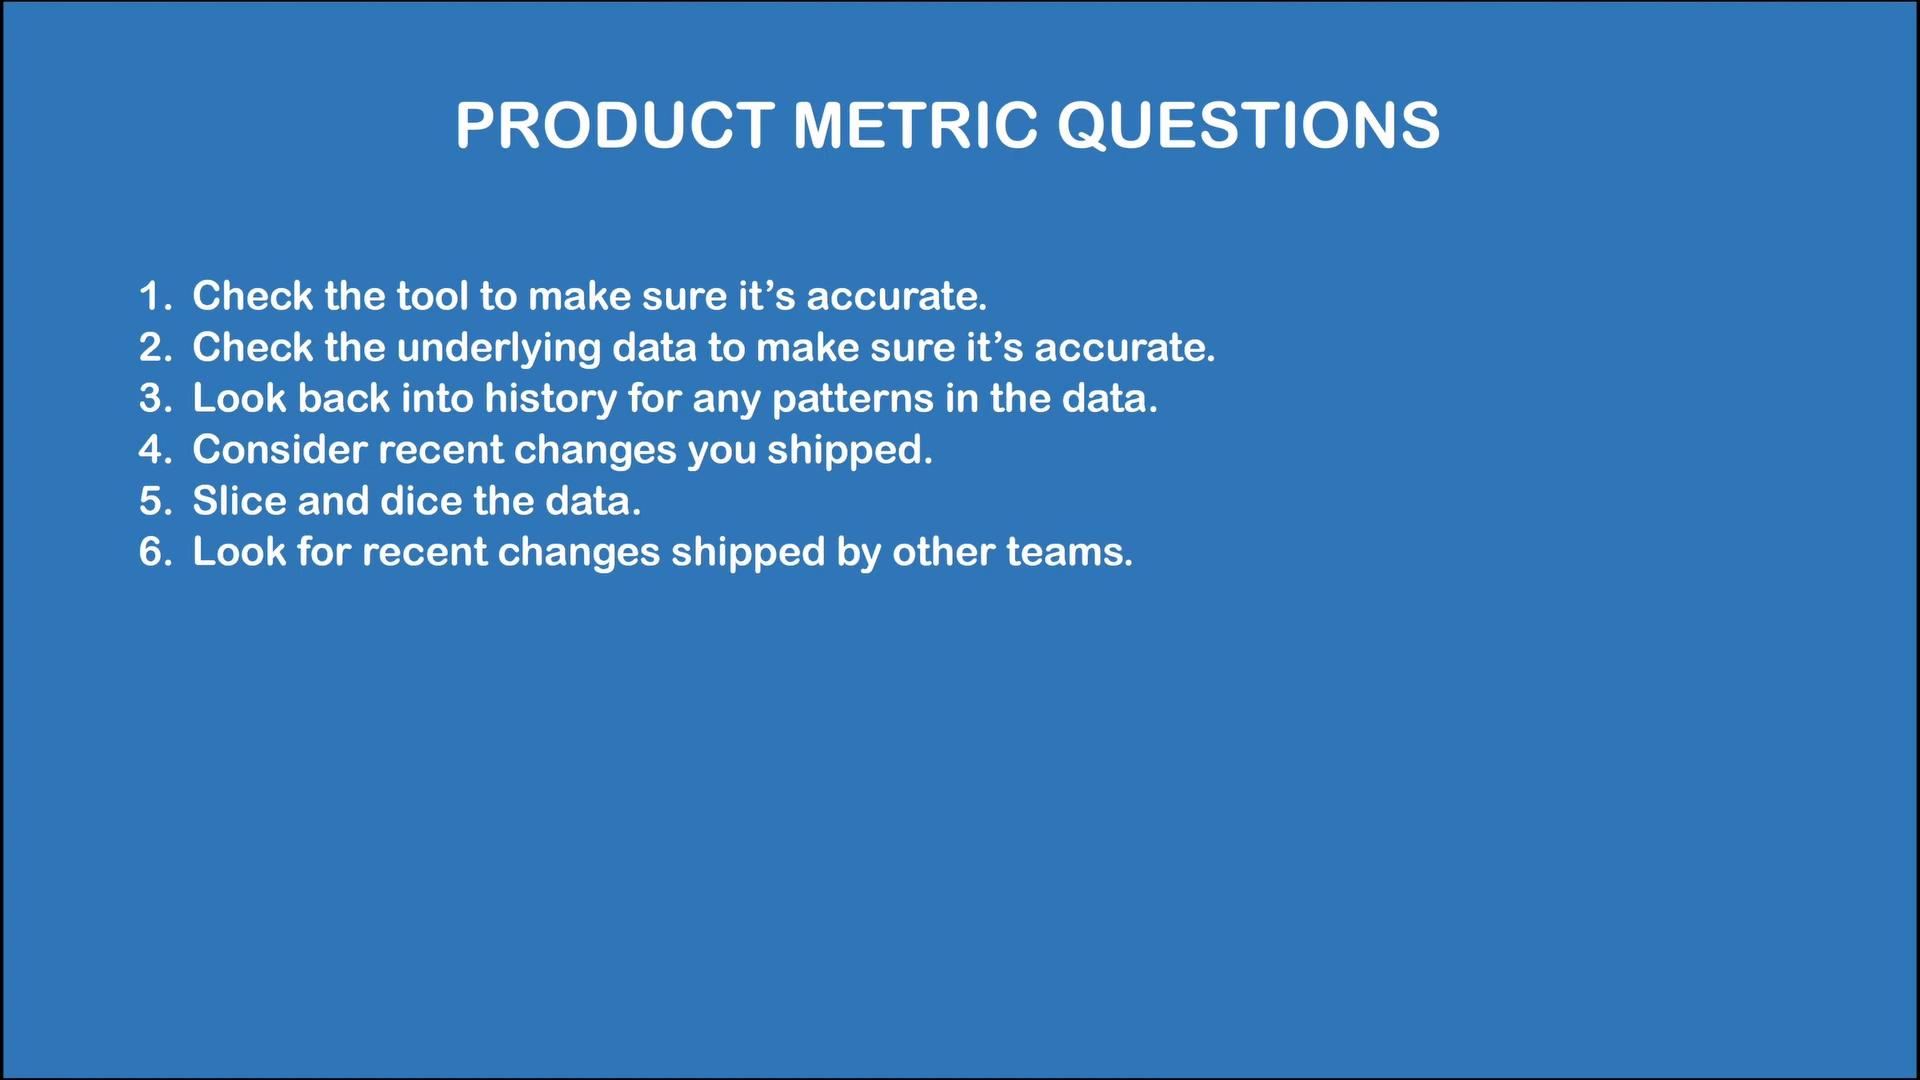 PRODUCT METRIC QUESTIONS
1. Check the tool to make sure it’s accurate.
2. Check the underlying data to make sure it’s accurate.
3. Look back into history for any patterns in the data.
4. Consider recent changes you shipped.
5. Slice and dice the data.
6. Look for recent changes shipped by other teams.